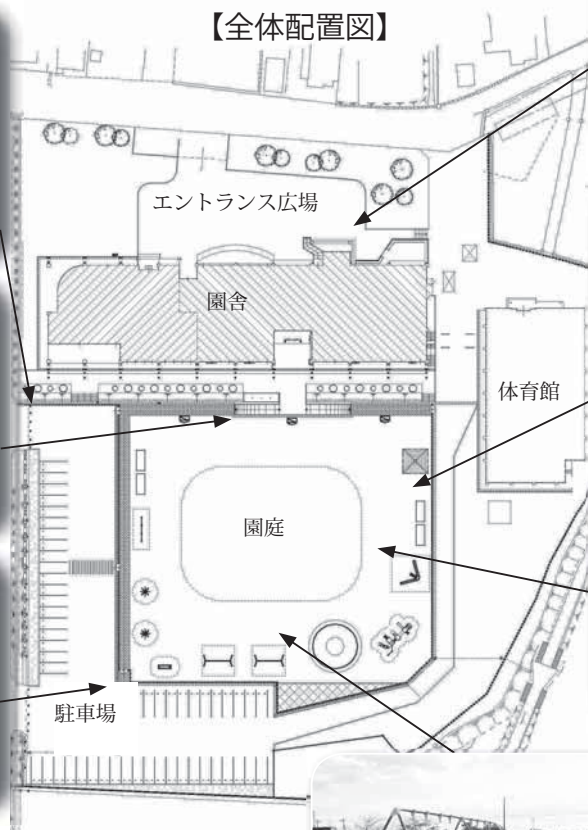 【全体配置図】
エントランス広場
園舎
体育館
園庭
駐車場